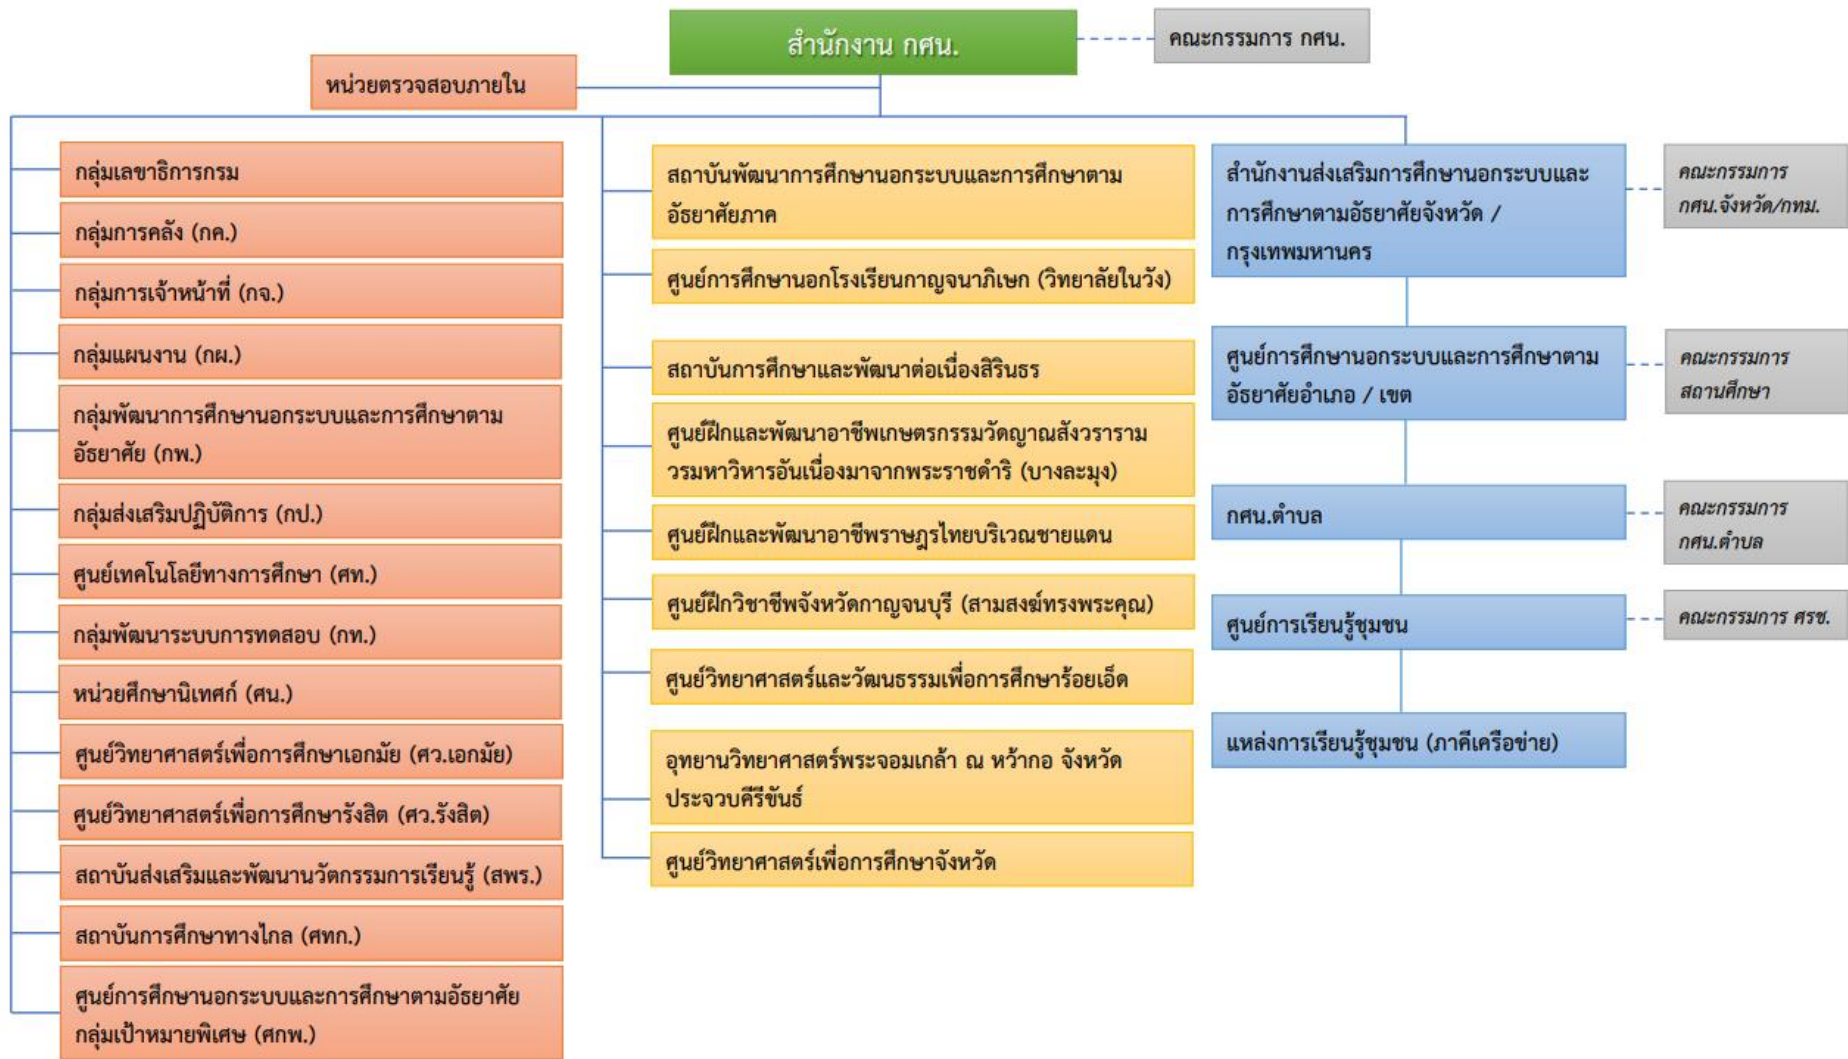 สำนักงาน กศน.
คณะกรรมการ กศน.
หน่วยตรวจสอบภายใน
กลุ่มเลขาธิการกรม
กลุ่มการคลัง (กค.)
กลุ่มการเจ้าหน้าที่ (กจ.)
กลุ่มแผนงาน (กผ.)
กลุ่มพัฒนาการศึกษานอกระบบและการศึกษาตาม
อัธยาศัย (กพ.)
กลุ่มส่งเสริมปฏิบัติการ (กป.)
ศูนย์เทคโนโลยีทางการศึกษา (ศท.)
กลุ่มพัฒนาระบบการทดสอบ (กท.)
หน่วยศึกษานิเทศก์ (ศน.)
ศูนย์วิทยาศาสตร์เพื่อการศึกษาเอกมัย (ศว.เอกมัย)
ศูนย์วิทยาศาสตร์เพื่อการศึกษารังสิต (ศว.รังสิต)
สถาบันส่งเสริมและพัฒนานวัตกรรมการเรียนรู้ (สพร.)
สถาบันการศึกษาทางไกล (ศทก.)
ศูนย์การศึกษานอกระบบและการศึกษาตามอัธยาศัย
กลุ่มเป้าหมายพิเศษ (ศกพ.)
สถาบันพัฒนาการศึกษานอกระบบและการศึกษาตาม
อัธยาศัยภาค
ศูนย์การศึกษานอกโรงเรียนกาญจนาภิเษก (วิทยาลัยในวัง)
สถาบันการศึกษาและพัฒนาต่อเนื่องสิรินธร
ศูนย์ฝึกและพัฒนาอาชีพเกษตรกรรมวัดญาณสังวราราม
วรมหาวิหารอันเนื่องมาจากพระราชดำริ (บางละมุง)
ศูนย์ฝึกและพัฒนาอาชีพราษฎรไทยบริเวณชายแดน
ศูนย์ฝึกวิชาชีพจังหวัดกาญจนบุรี (สามสงฆ์ทรงพระคุณ)
ศูนย์วิทยาศาสตร์และวัฒนธรรมเพื่อการศึกษาร้อยเอ็ด
อุทยานวิทยาศาสตร์พระจอมเกล้า ณ หว้ากอ จังหวัด
ประจวบคีรีขันธ์
ศูนย์วิทยาศาสตร์เพื่อการศึกษาจังหวัด
สำนักงานส่งเสริมการศึกษานอกระบบและ
การศึกษาตามอัธยาศัยจังหวัด /
กรุงเทพมหานคร
คณะกรรมการ
กศน.จังหวัด/กทม.
ศูนย์การศึกษานอกระบบและการศึกษาตาม
อัธยาศัยอำเภอ / เขต
คณะกรรมการ
สถานศึกษา
กศน.ตำบล
คณะกรรมการ
กศน.ตำบล
ศูนย์การเรียนรู้ชุมชน
คณะกรรมการ ศรช.
แหล่งการเรียนรู้ชุมชน (ภาคีเครือข่าย)